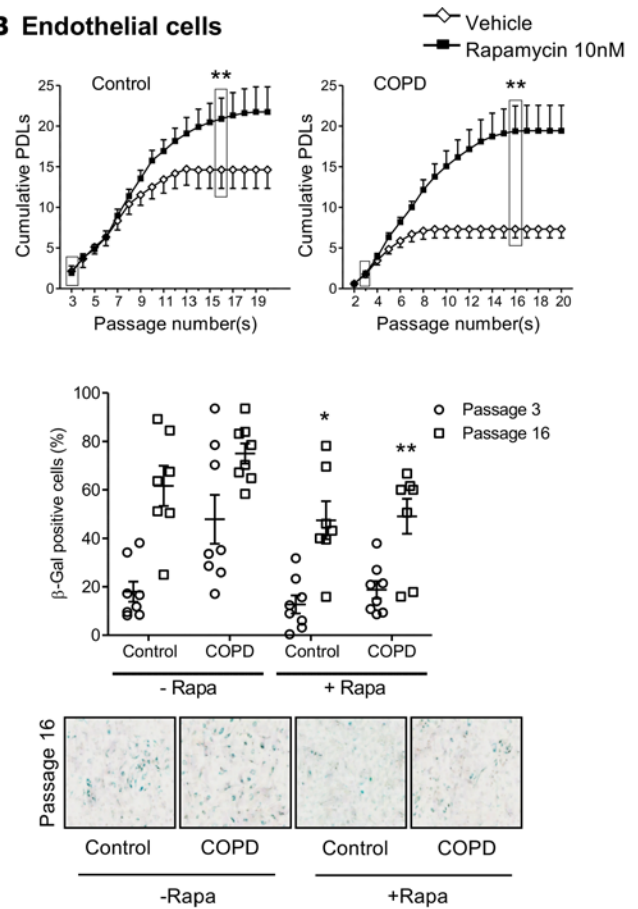 B Endothelial cells
Vehicle
Rapamycin 10nM
Control
**
COPD
**
Cumulative PDLs
25
20
15
10
5
0
3 5 7 9 11 13 15 17 19
Passage number(s)
Cumulative PDLs
25
20
15
10
5
0
2 4 6 8 10 12 14 16 18 20
Passage number(s)
β-Gal positive cells (%)
100
80
60
40
20
0
Passage 3
Passage 16
*
**
Control COPD Control COPD
- Rapa + Rapa
Passage 16
Control COPD Control COPD
-Rapa +Rapa